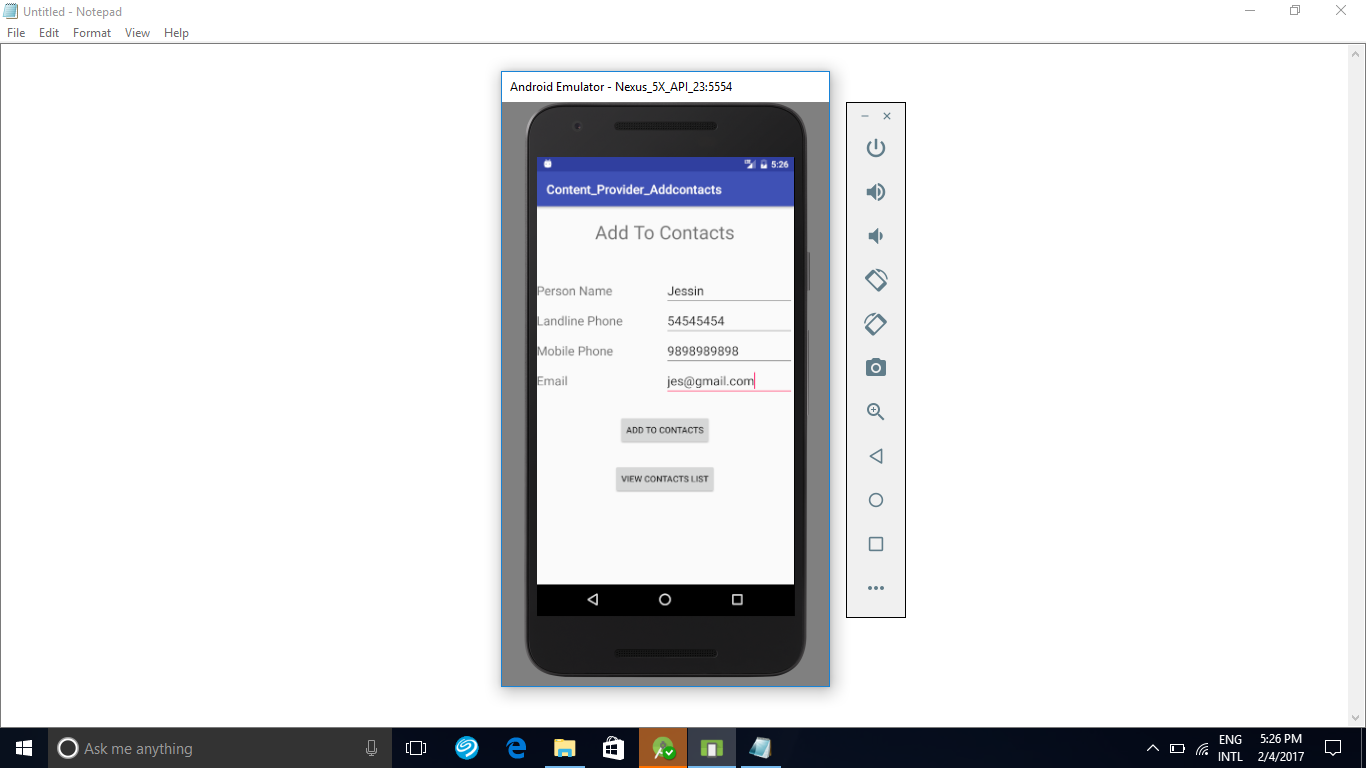 Untitled - Notepad
File Edit Format View Help
Android Emulator - Nexus_5X_API_23:5554
5:26
Content_Provider_Addcontacts
Add To Contacts
Person Name Jessin
Landline Phone 54545454
Mobile Phone 9898989898
Email jes@gmail.com
ADD TO CONTACTS
VIEW CONTACTS LIST
Ask me anything
ENG
INTL
5:26 PM
2/4/2017